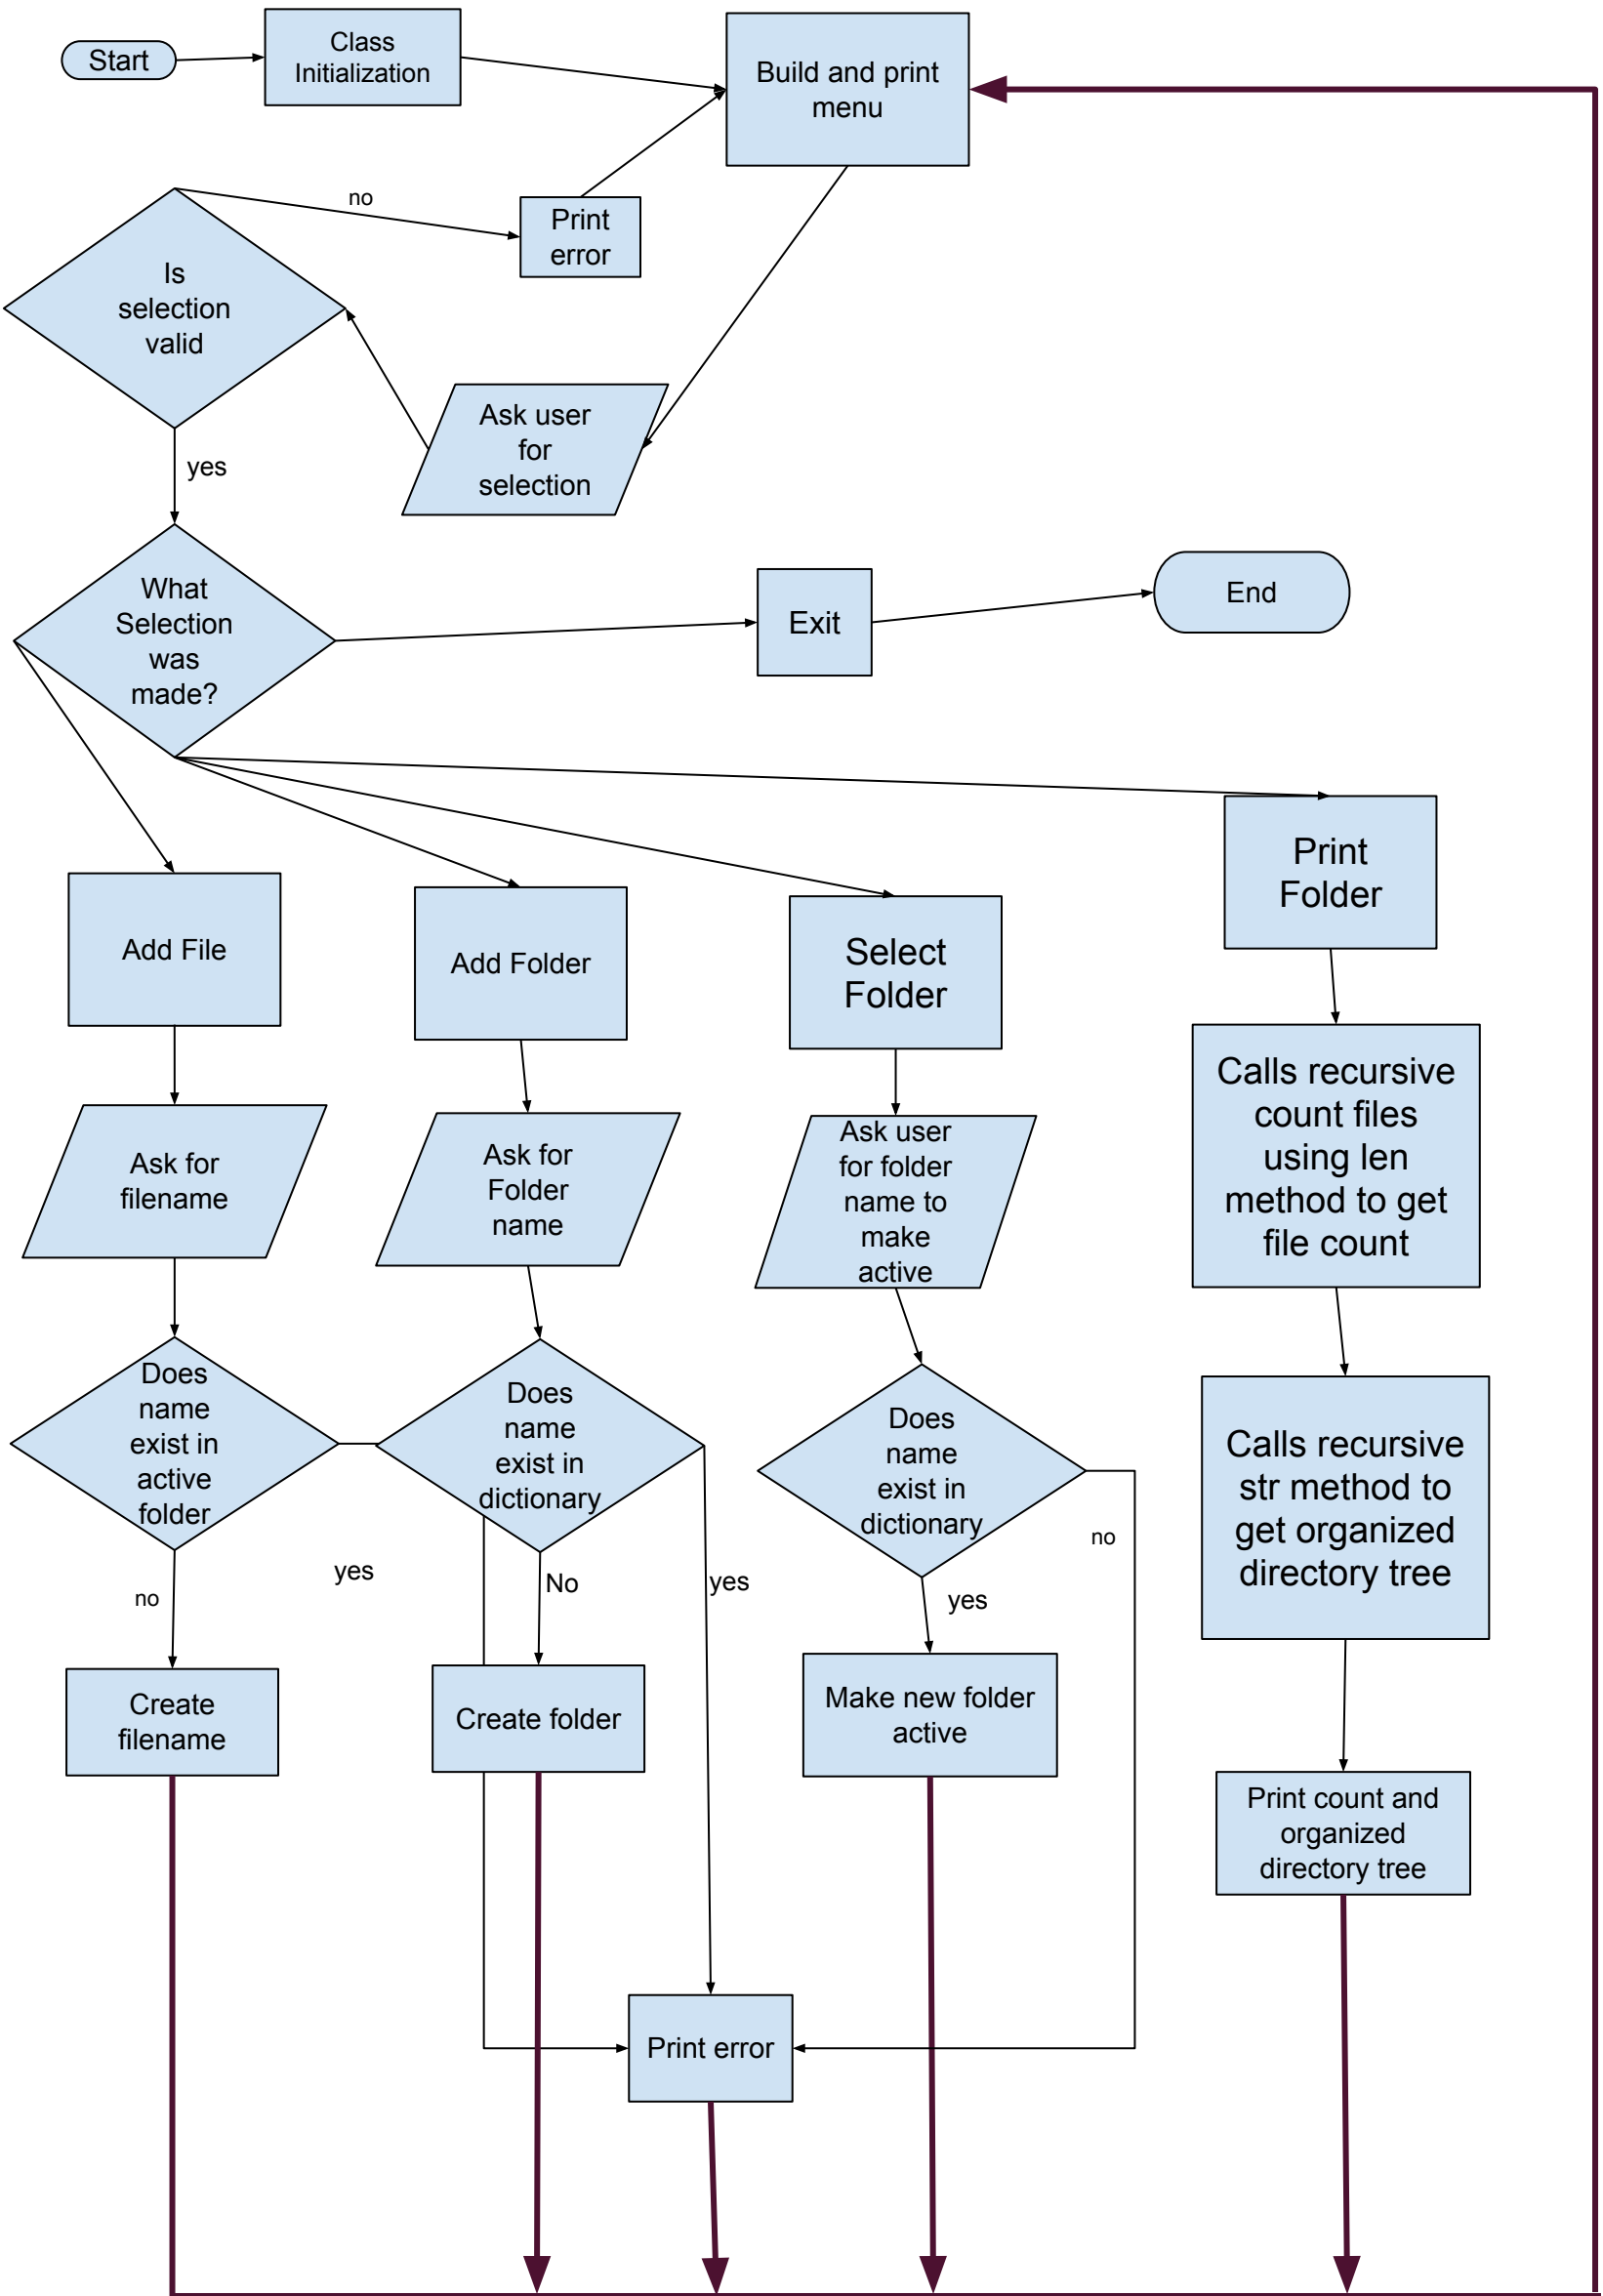 Start
Class
Initialization
Build and print
menu
no
Print
error
Is
selection
valid
Ask user
for
selection
yes
What
Selection
was
made?
Exit
End
Print
Folder
Add File
Add Folder
Select
Folder
Calls recursive
count files
using len
method to get
file count
Ask for
filename
Ask for
Folder
name
Ask user
for folder
name to
make
active
Does
name
exist in
active
folder
Does
name
exist in
dictionary
Does
name
exist in
dictionary
Calls recursive
str method to
get organized
directory tree
no
yes
No
yes
yes
no
Create
filename
Create folder
Make new folder
active
Print count and
organized
directory tree
Print error